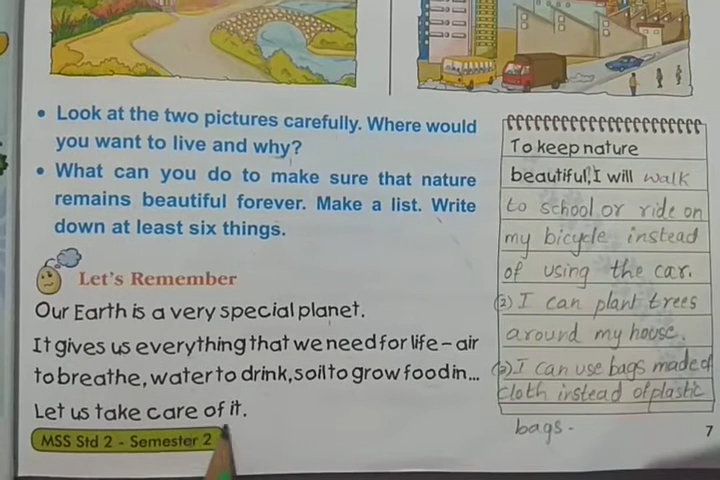 • Look at the two pictures carefully. Where would
you want to live and why?
• What can you do to make sure that nature
remains beautiful forever. Make a list. Write
down at least six things.
To keep nature
beautiful, I will walk
to school or ride on
my bicycle instead
of using the car.
(2) I can plant trees
around my house.
(3) I can use bags made of
cloth instead of plastic
bags.
Let's Remember
Our Earth is a very special planet.
It gives us everything that we need for life – air
to breathe, water to drink, soil to grow food in...
Let us take care of it.
MSS Std 2 - Semester 2
7